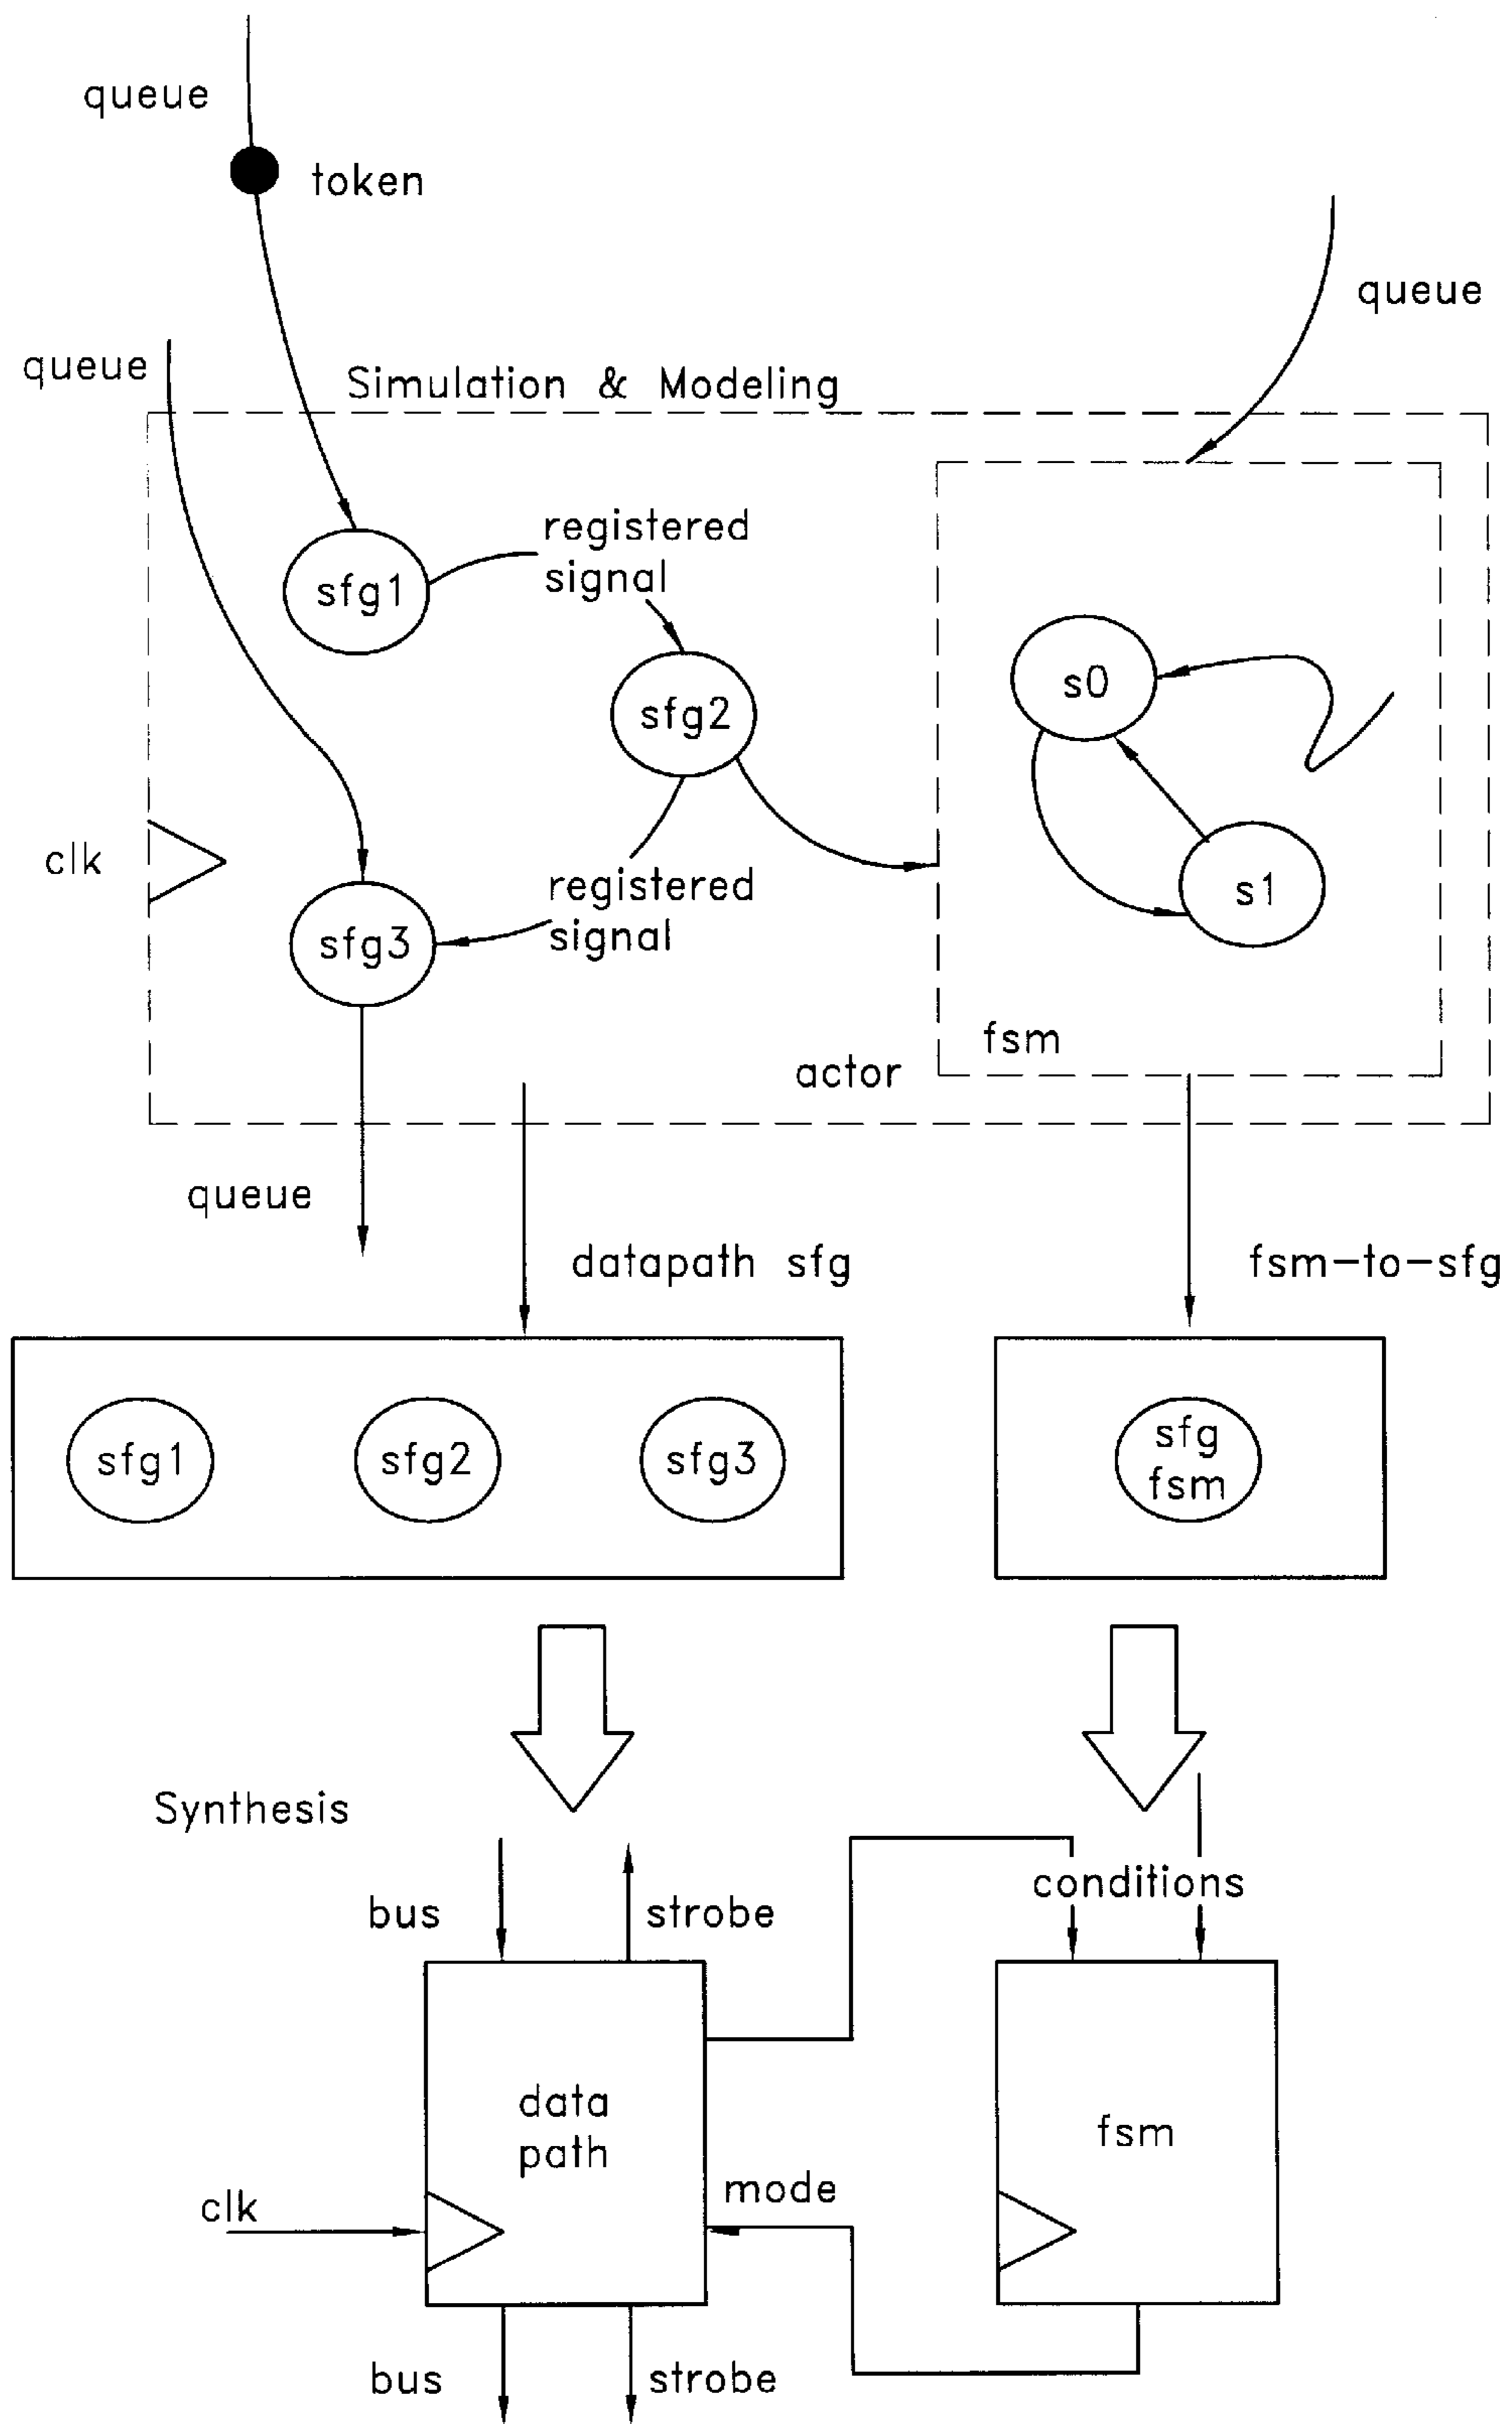 queue
token
queue
queue
Simulation & Modeling
registered
signal
sfg1
s0
sfg2
clk
registered
signal
s1
sfg3
fsm
actor
queue
datapath sfg
fsm-to-sfg
sfg1
sfg2
sfg3
sfg
fsm
Synthesis
conditions
bus
strobe
data
path
fsm
mode
clk
bus
strobe